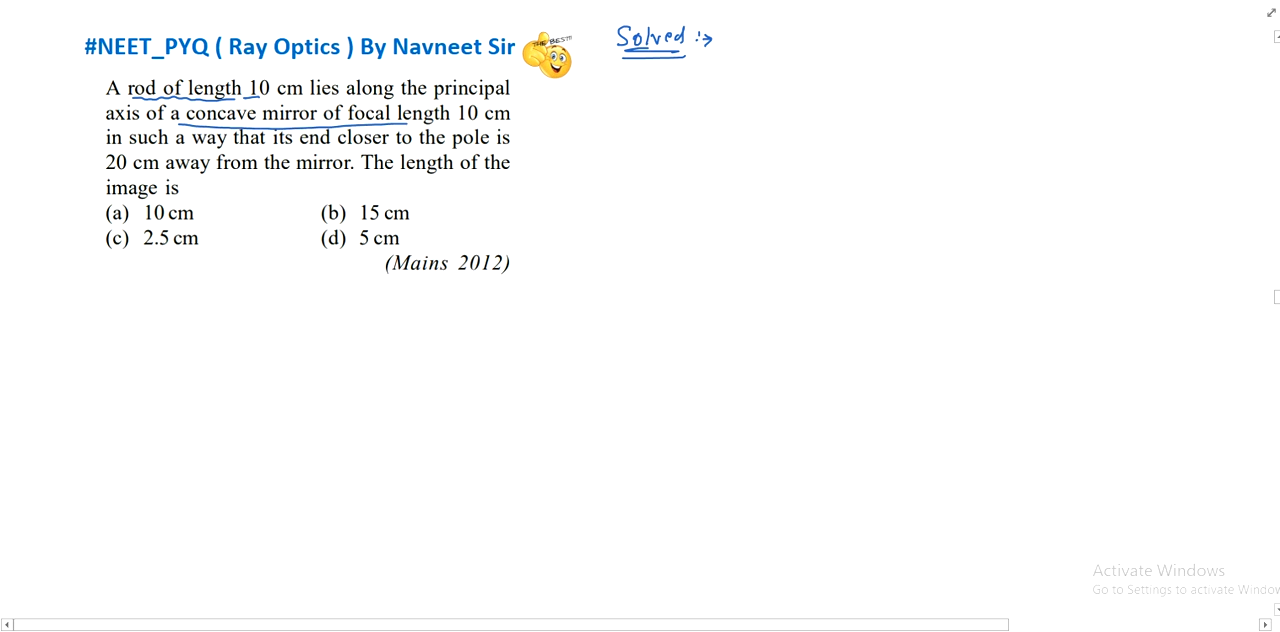 #NEET_PYQ ( Ray Optics ) By Navneet Sir
THE BEST!!!
Solved :→
A rod of length 10 cm lies along the principal
axis of a concave mirror of focal length 10 cm
in such a way that its end closer to the pole is
20 cm away from the mirror. The length of the
image is
(a) 10 cm (b) 15 cm
(c) 2.5 cm (d) 5 cm
(Mains 2012)
Activate Windows
Go to Settings to activate Window